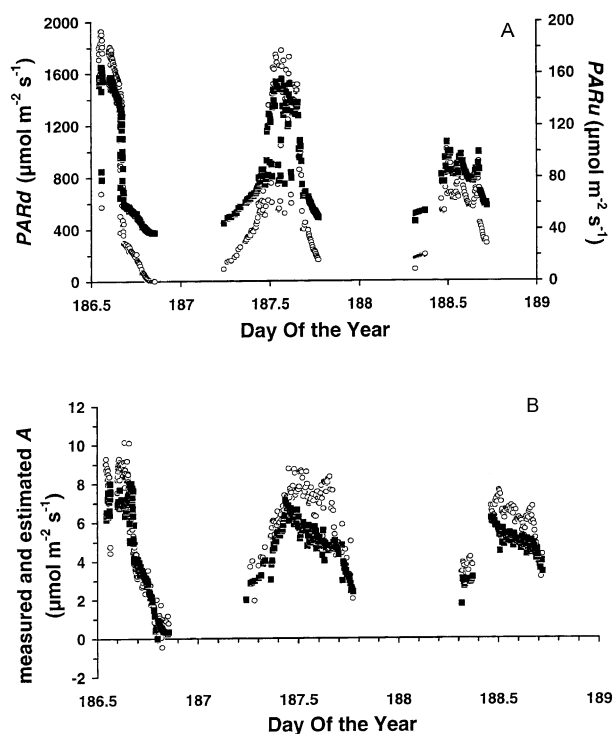 A
2000
1600
1200
800
400
0
200
160
120
80
40
0
PARd (µmol m⁻² s⁻¹)
PARu (µmol m⁻² s⁻¹)
186.5 187 187.5 188 188.5 189
Day Of the Year
B
12
10
8
6
4
2
0
-2
measured and estimated A
(µmol m⁻² s⁻¹)
186.5 187 187.5 188 188.5 189
Day Of the Year